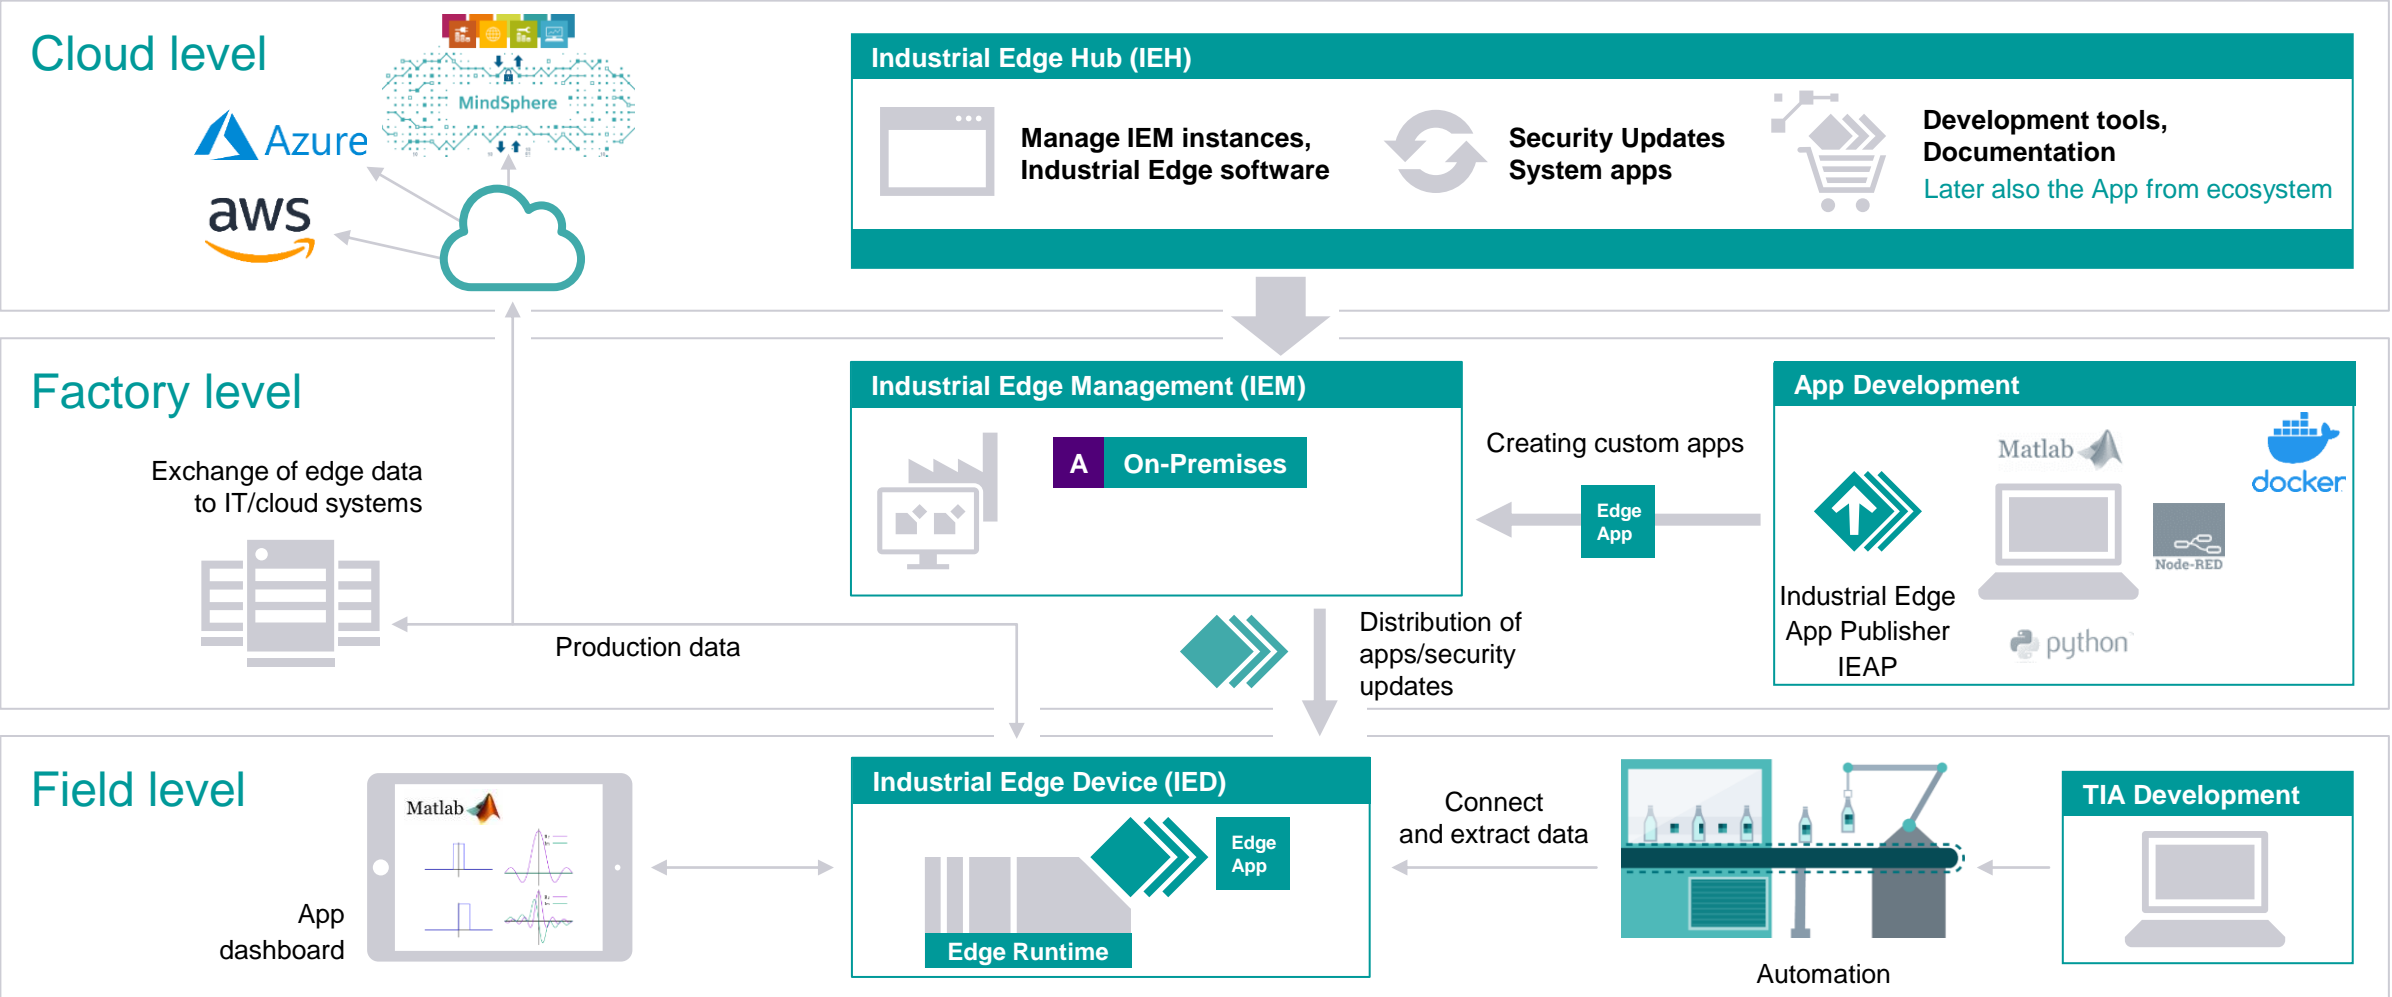 Cloud level
MindSphere
Azure
aws
Industrial Edge Hub (IEH)
Manage IEM instances,
Industrial Edge software
Security Updates
System apps
Development tools,
Documentation
Later also the App from ecosystem
Factory level
Exchange of edge data
to IT/cloud systems
Production data
Industrial Edge Management (IEM)
A On-Premises
Creating custom apps
Edge
App
App Development
Matlab
docker
Node-RED
python
Industrial Edge
App Publisher
IEAP
Distribution of
apps/security
updates
Field level
Matlab
App
dashboard
Industrial Edge Device (IED)
Edge
App
Edge Runtime
Connect
and extract data
Automation
TIA Development